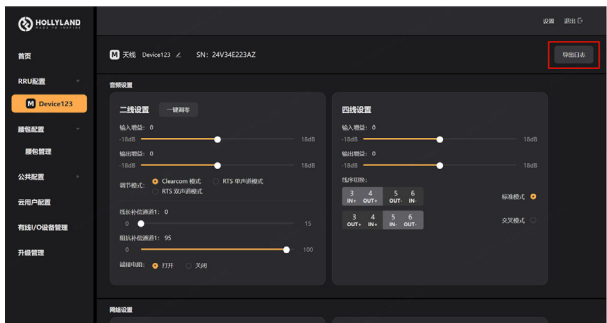 HOLLYLAND
设置 退出
首页
M 天线 Device123 SN: 24V34E223AZ
导出日志
RRU配置
音频设置
M Device123
二线设置 一键调零
四线设置
腰包配置
输入增益: 0
-18dB 18dB
输入增益: 0
-18dB 18dB
腰包管理
输出增益: 0
-18dB 18dB
输出增益: 0
-18dB 18dB
公共配置
调节模式: Clearcom 模式 RTS 单声道模式
RTS 双声道模式
线序切换:
3 4 5 6
IN+ OUT+ OUT- IN-
标准模式
云用户配置
线长补偿通道1: 0
0 15
3 4 5 6
OUT+ IN+ IN- OUT-
交叉模式
有线I/O设备管理
阻抗补偿通道1: 95
0 100
升级管理
端接电阻: 打开 关闭
网络设置